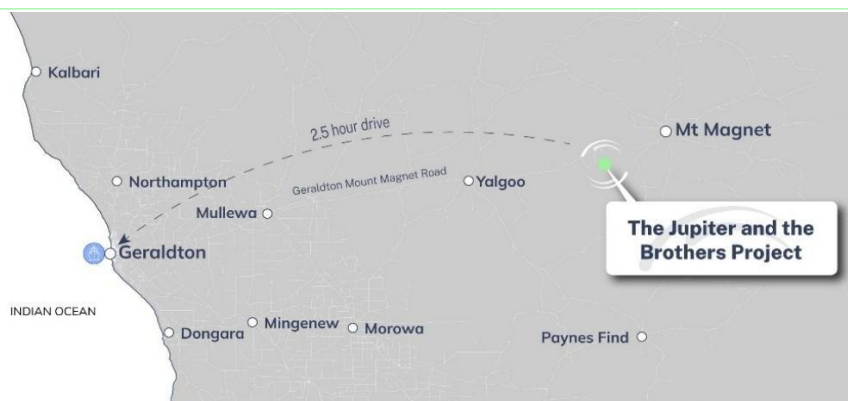 Kalbari
2.5 hour drive
Mt Magnet
Northampton
Geraldton Mount Magnet Road
Yalgoo
Mullewa
The Jupiter and the
Brothers Project
Geraldton
INDIAN OCEAN
Dongara
Mingenew
Morowa
Paynes Find